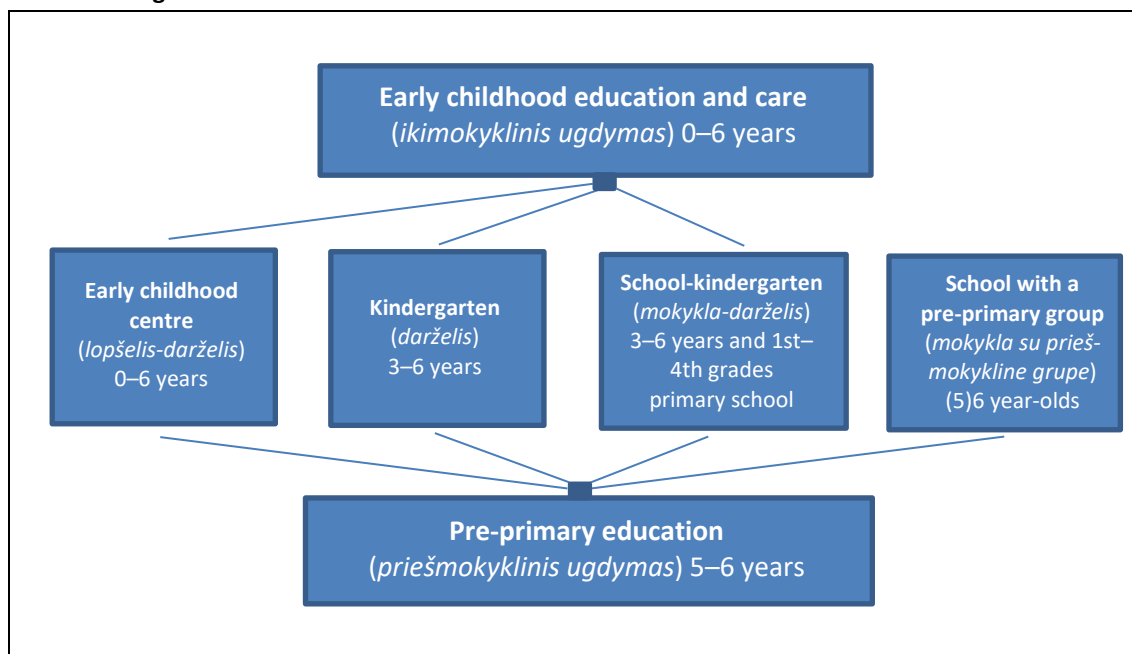 Early childhood education and care
(ikimokyklinis ugdymas) 0–6 years
Early childhood
centre
(lopšelis-darželis)
0–6 years
Kindergarten
(darželis)
3–6 years
School-kindergarten
(mokykla-darželis)
3–6 years and 1st–
4th grades
primary school
School with a
pre-primary group
(mokykla su prieš-
mokykline grupe)
(5)6 year-olds
Pre-primary education
(priešmokyklinis ugdymas) 5–6 years